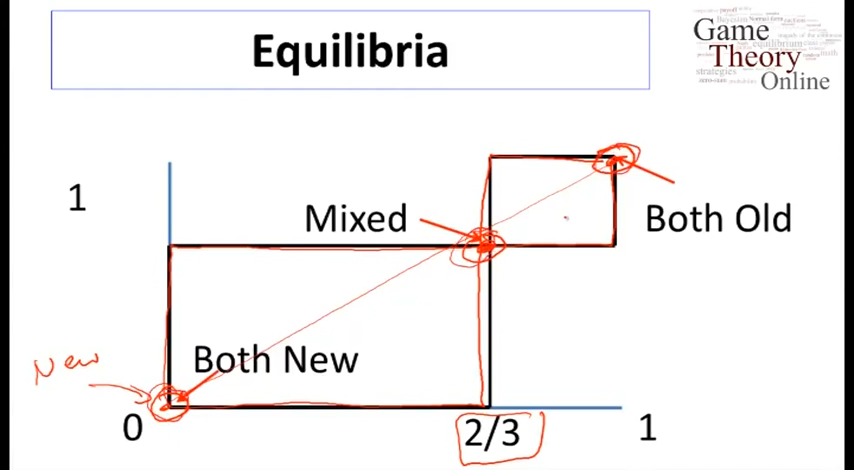 Equilibria
Game
Theory
Online
1
Mixed
Both Old
New
Both New
0
2/3
1